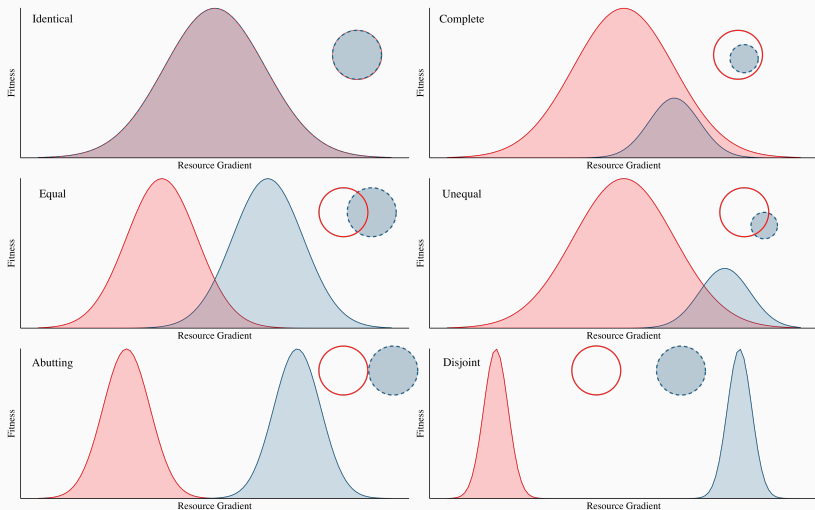 Identical
Fitness
Resource Gradient
Complete
Fitness
Resource Gradient
Equal
Fitness
Resource Gradient
Unequal
Fitness
Resource Gradient
Abutting
Fitness
Resource Gradient
Disjoint
Fitness
Resource Gradient